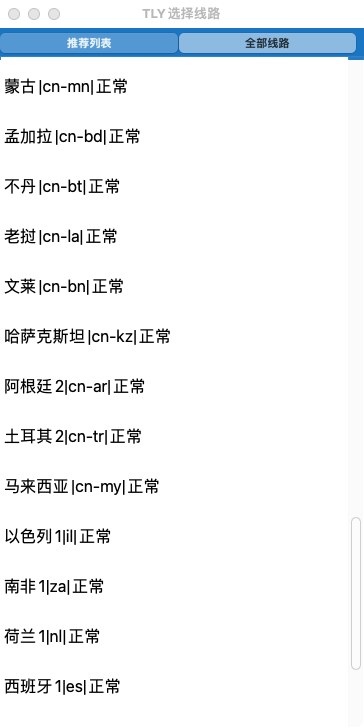 TLY 选择线路
推荐列表
全部线路
蒙古|cn-mn|正常
孟加拉|cn-bd|正常
不丹|cn-bt|正常
老挝|cn-la|正常
文莱|cn-bn|正常
哈萨克斯坦|cn-kz|正常
阿根廷2|cn-ar|正常
土耳其2|cn-tr|正常
马来西亚|cn-my|正常
以色列1|il|正常
南非1|za|正常
荷兰1|nl|正常
西班牙1|es|正常